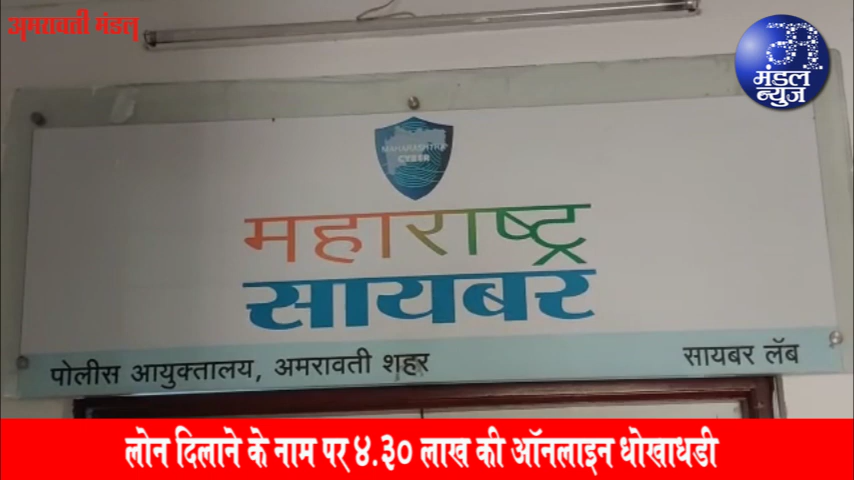 अमरावती मंडल
मं
मंडल
न्युज
MAHARASHTRA
CYBER
महाराष्ट्र
सायबर
पोलीस आयुक्तालय, अमरावती शहर
सायबर लॅब
लोन दिलाने के नाम पर ४.३० लाख की ऑनलाइन धोखाधडी